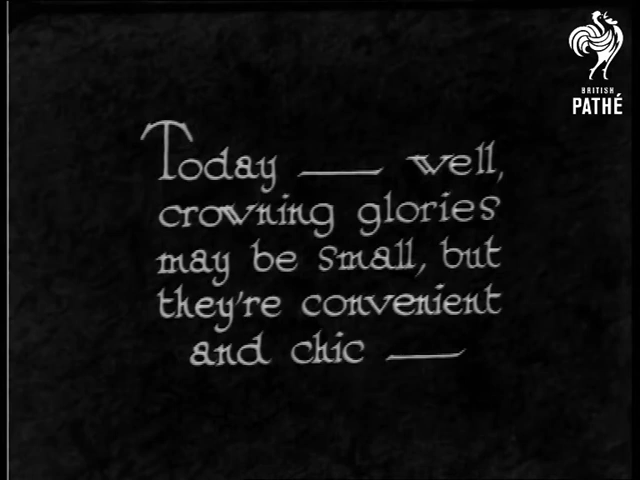 BRITISH
PATHÉ
Today — well,
crowning glories
may be small, but
they're convenient
and chic —